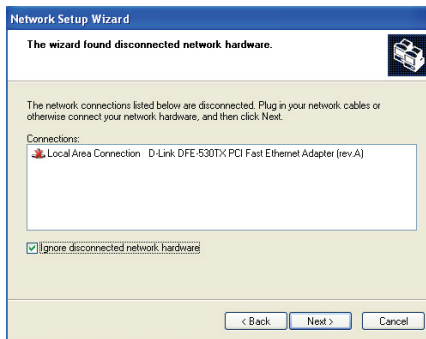 Network Setup Wizard
The wizard found disconnected network hardware.
The network connections listed below are disconnected. Plug in your network cables or
otherwise connect your network hardware, and then click Next.
Connections:
Local Area Connection D-Link DFE-530TX PCI Fast Ethernet Adapter (rev.A)
Ignore disconnected network hardware
< Back Next > Cancel